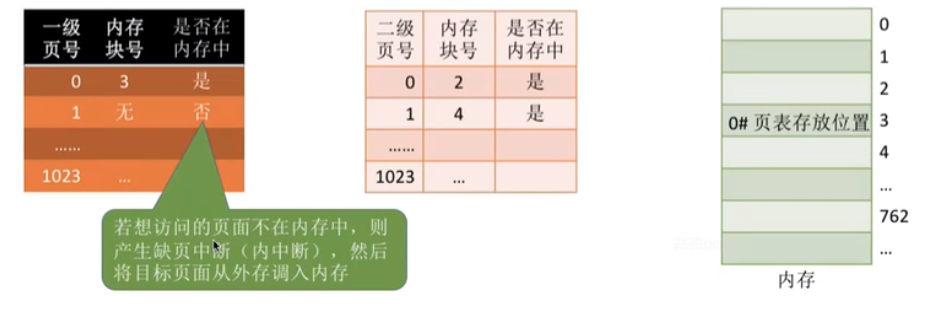 一级页号 内存块号 是否在内存中
0 3 是
1 无 否
……
1023 …
若想访问的页面不在内存中，则
产生缺页中断（内中断），然后
将目标页面从外存调入内存
二级页号 内存块号 是否在内存中
0 2 是
1 4 是
……
1023 …
0
1
2
0# 页表存放位置 3
4
...
762
...
内存